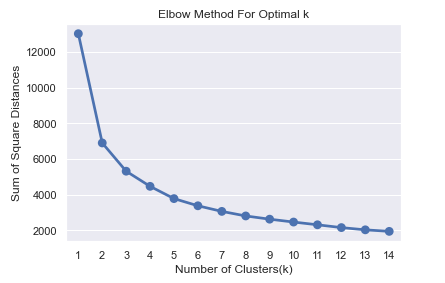 Elbow Method For Optimal k
12000
10000
8000
6000
4000
2000
Sum of Square Distances
1 2 3 4 5 6 7 8 9 10 11 12 13 14
Number of Clusters(k)